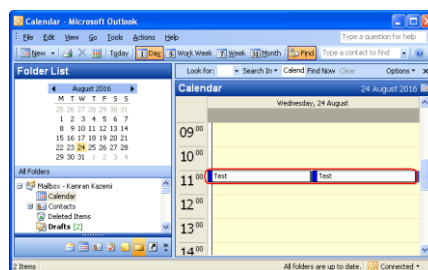 Calendar - Microsoft Outlook
File Edit View Go Tools Actions Help Type a question for help
New Today 1 Day 5 Work Week 7 Week 31 Month Find Type a contact to find
Folder List
Look for: Search In Calend Find Now Clear Options
August 2016
M T W T F S S
25 26 27 28 29 30 31
1 2 3 4 5 6 7
8 9 10 11 12 13 14
15 16 17 18 19 20 21
22 23 24 25 26 27 28
29 30 31 1 2 3 4
Calendar 24 August 2016
Wednesday, 24 August
09 00
10 00
11 00 Test Test
12 00
13 00
14 00
All Folders
Mailbox - Kamran Kazemi
Calendar
Contacts
Deleted Items
Drafts [2]
2 Items All folders are up to date. Connected